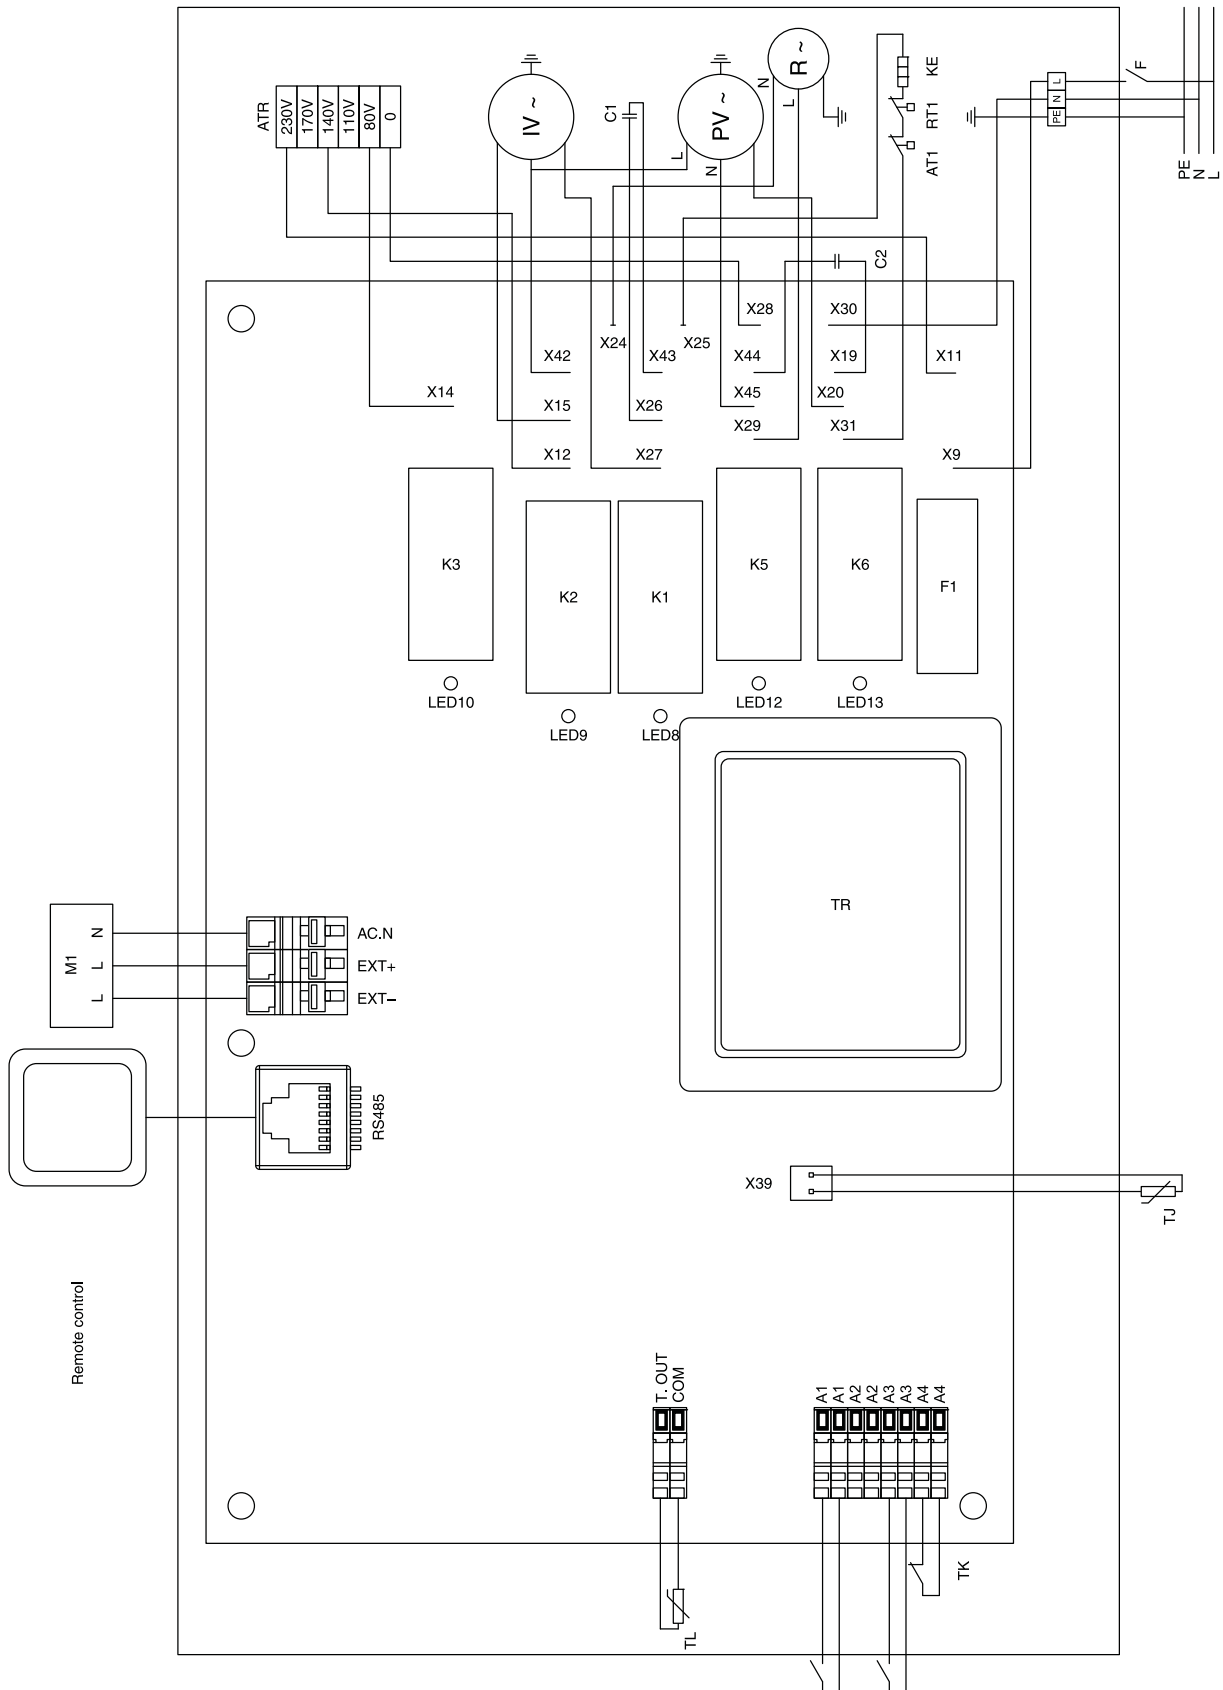 ATR
230V
170V
140V
110V
80V
0
IV ~
C1
PV ~
L
N
R ~
N
L
KE
RT1
AT1
C2
L
N
PE
F
PE
N
L
X28
X30
X24
X25
X42
X43
X44
X19
X11
X14
X15
X26
X45
X20
X29
X31
X12
X27
X9
K3
K2
K1
K5
K6
F1
LED10
LED9
LED8
LED12
LED13
TR
M1
N
L
L
AC.N
EXT+
EXT–
RS485
X39
TJ
Remote control
T. OUT
COM
A1
A1
A2
A2
A3
A3
A4
A4
TL
TK